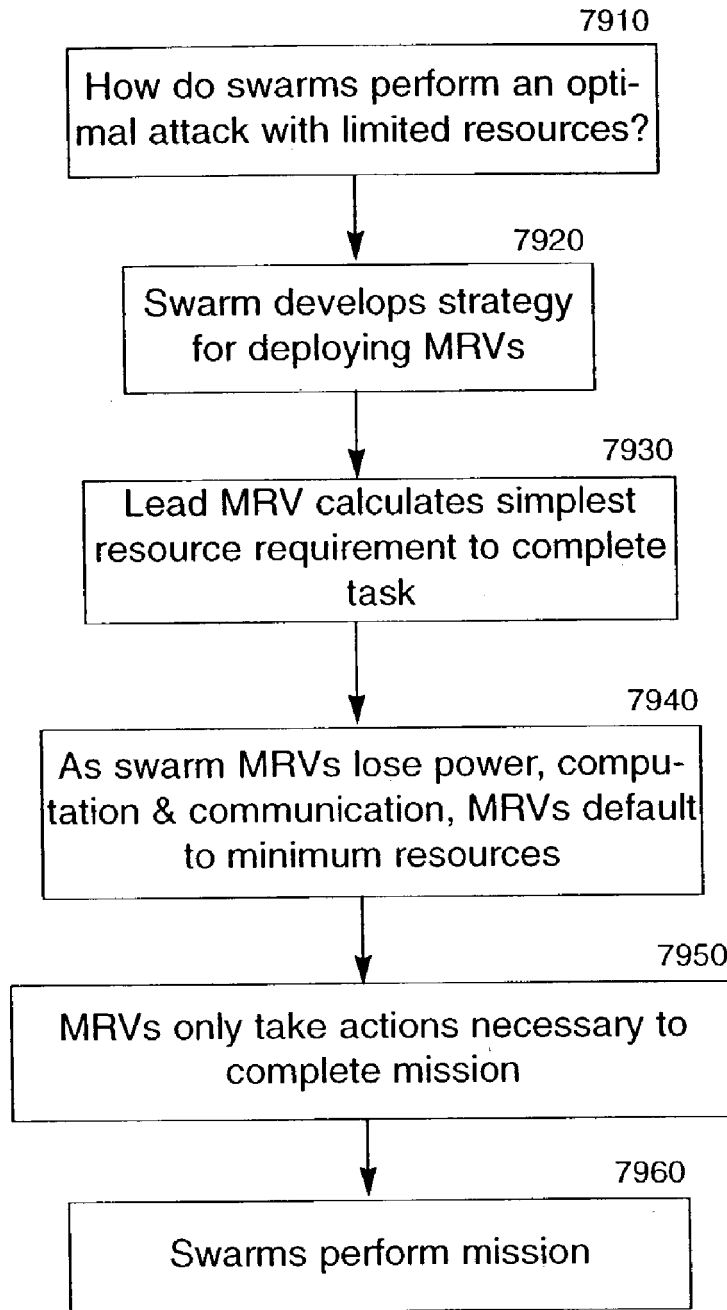 7910
How do swarms perform an opti-
mal attack with limited resources?
7920
Swarm develops strategy
for deploying MRVs
7930
Lead MRV calculates simplest
resource requirement to complete
task
7940
As swarm MRVs lose power, compu-
tation & communication, MRVs default
to minimum resources
7950
MRVs only take actions necessary to
complete mission
7960
Swarms perform mission